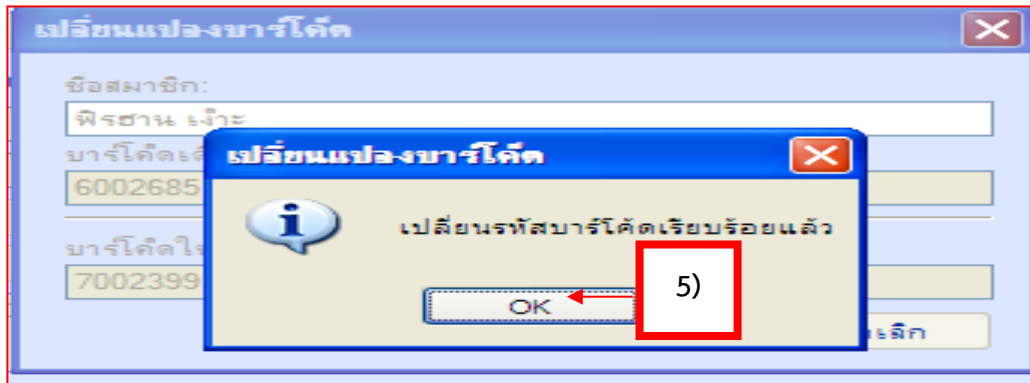 เปลี่ยนแปลงบาร์โค๊ด
ชื่อสมาชิก:
ฟิรฮาน เง๊าะ
6002685
7002399
เปลี่ยนแปลงบาร์โค๊ด
เปลี่ยนรหัสบาร์โค้ดเรียบร้อยแล้ว
OK
5)